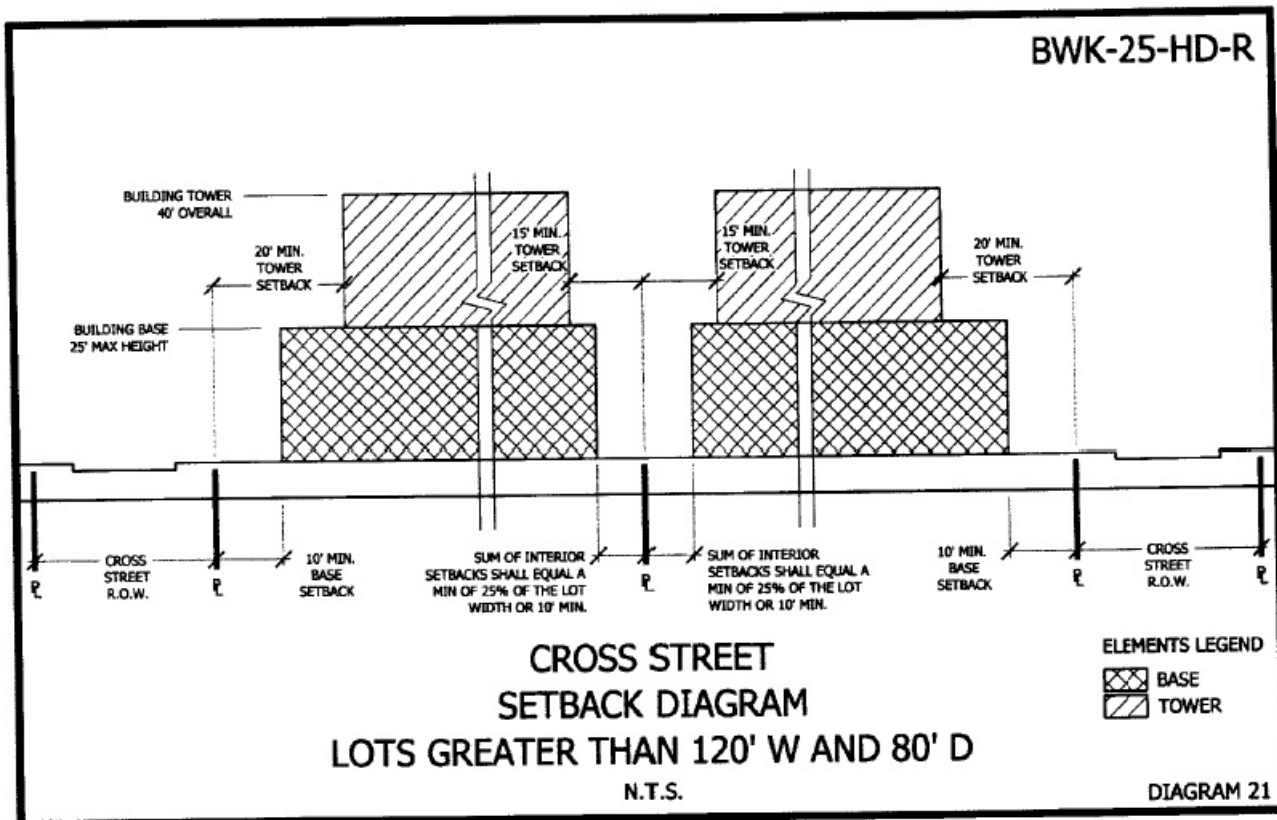 BWK-25-HD-R
BUILDING TOWER
40' OVERALL
20' MIN.
TOWER
SETBACK
15' MIN.
TOWER
SETBACK
15' MIN.
TOWER
SETBACK
20' MIN.
TOWER
SETBACK
BUILDING BASE
25' MAX HEIGHT
CROSS
STREET
R.O.W.
10' MIN.
BASE
SETBACK
SUM OF INTERIOR
SETBACKS SHALL EQUAL A
MIN OF 25% OF THE LOT
WIDTH OR 10' MIN.
SUM OF INTERIOR
SETBACKS SHALL EQUAL A
MIN OF 25% OF THE LOT
WIDTH OR 10' MIN.
10' MIN.
BASE
SETBACK
CROSS
STREET
R.O.W.
℄
℄
℄
℄
℄
CROSS STREET
SETBACK DIAGRAM
LOTS GREATER THAN 120' W AND 80' D
N.T.S.
ELEMENTS LEGEND
BASE
TOWER
DIAGRAM 21